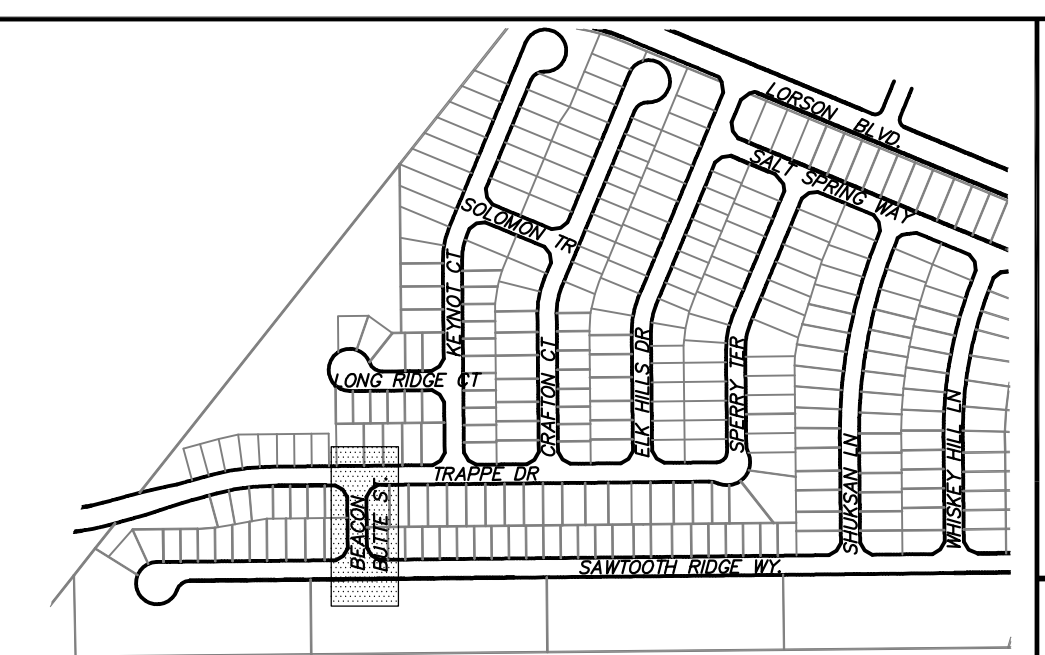 LORSON BLVD.
SALT SPRING WAY
SOLOMON TR
KEYNOT CT
LONG RIDGE CT
CRAFTON CT
ELK HILLS DR
SPERRY TER
SHUKSAN LN
WHISKEY HILL LN
TRAPPE DR
BEACON
BUTTE ST.
SAWTOOTH RIDGE WY.